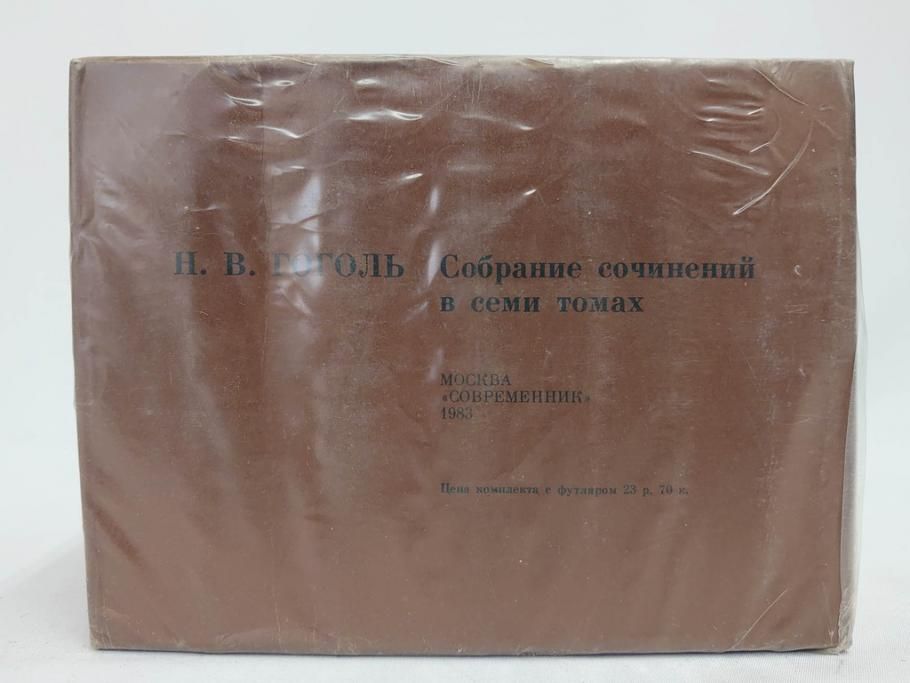 Н. В. ГОГОЛЬ Собрание сочинений
в семи томах
МОСКВА
«СОВРЕМЕННИК»
1983
Цена комплекта с футляром 23 р. 70 к.